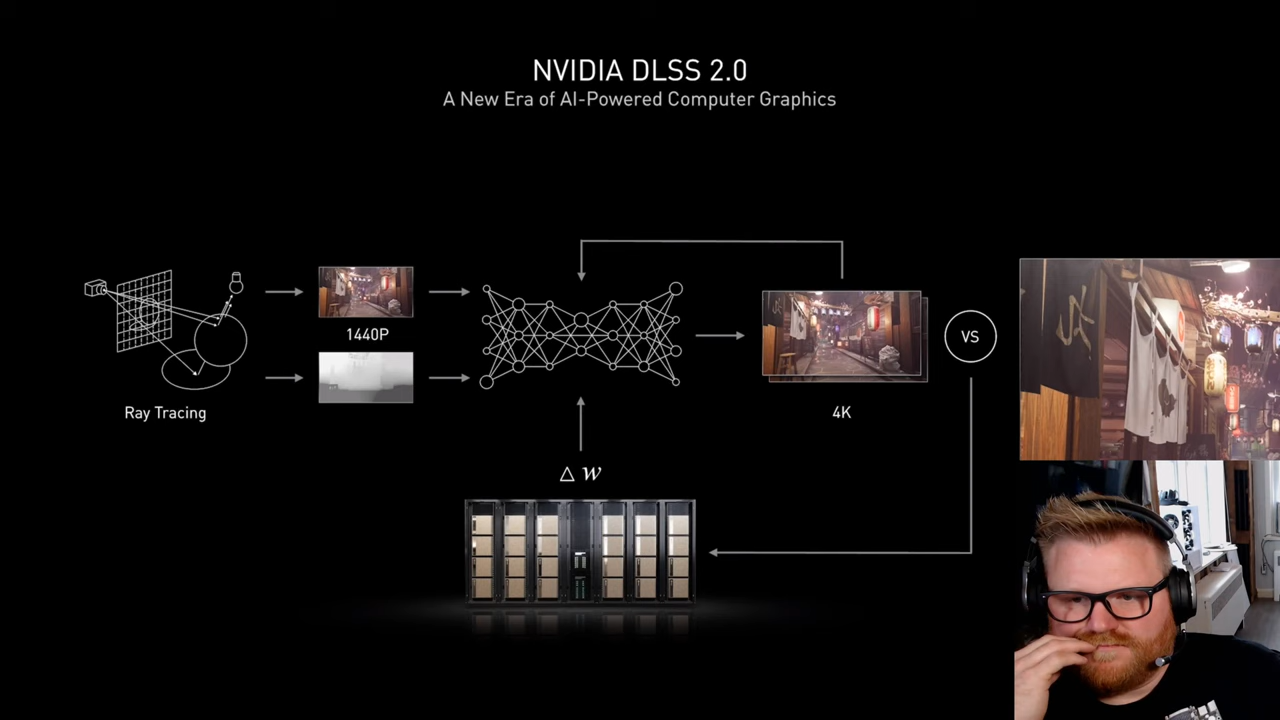 NVIDIA DLSS 2.0
A New Era of AI-Powered Computer Graphics
1440P
VS
Ray Tracing
4K
△ w